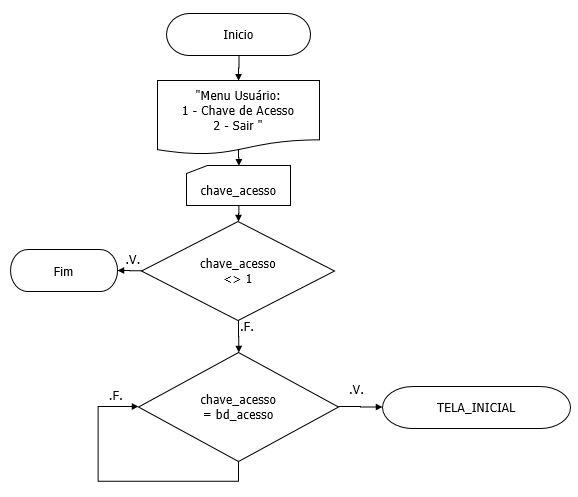 Inicio
"Menu Usuário:
1 - Chave de Acesso
2 - Sair "
chave_acesso
chave_acesso
<> 1
.V.
Fim
.F.
chave_acesso
= bd_acesso
.F.
.V.
TELA_INICIAL